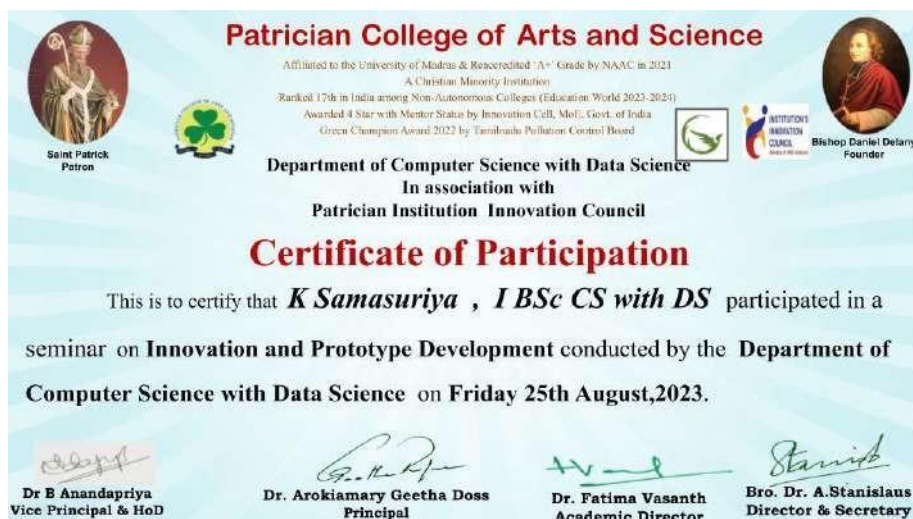 Patrician College of Arts and Science
Affiliated to the University of Madras & Reaccredited 'A+' Grade by NAAC in 2021
A Christian Minority Institution
Ranked 17th in India among Non-Autonomous Colleges (Education World 2023-2024)
Awarded 4 Star with Mentor Status by Innovation Cell, MoE, Govt. of India
Green Champion Award 2022 by Tamilnadu Pollution Control Board
Saint Patrick
Patron
INSTITUTION'S
INNOVATION
COUNCIL
Bishop Daniel Delany
Founder
Department of Computer Science with Data Science
In association with
Patrician Institution Innovation Council
Certificate of Participation
This is to certify that K Samasuriya , I BSc CS with DS participated in a
seminar on Innovation and Prototype Development conducted by the Department of
Computer Science with Data Science on Friday 25th August,2023.
Dr B Anandapriya
Vice Principal & HoD
Dr. Arokiamary Geetha Doss
Principal
Dr. Fatima Vasanth
Academic Director
Bro. Dr. A.Stanislaus
Director & Secretary